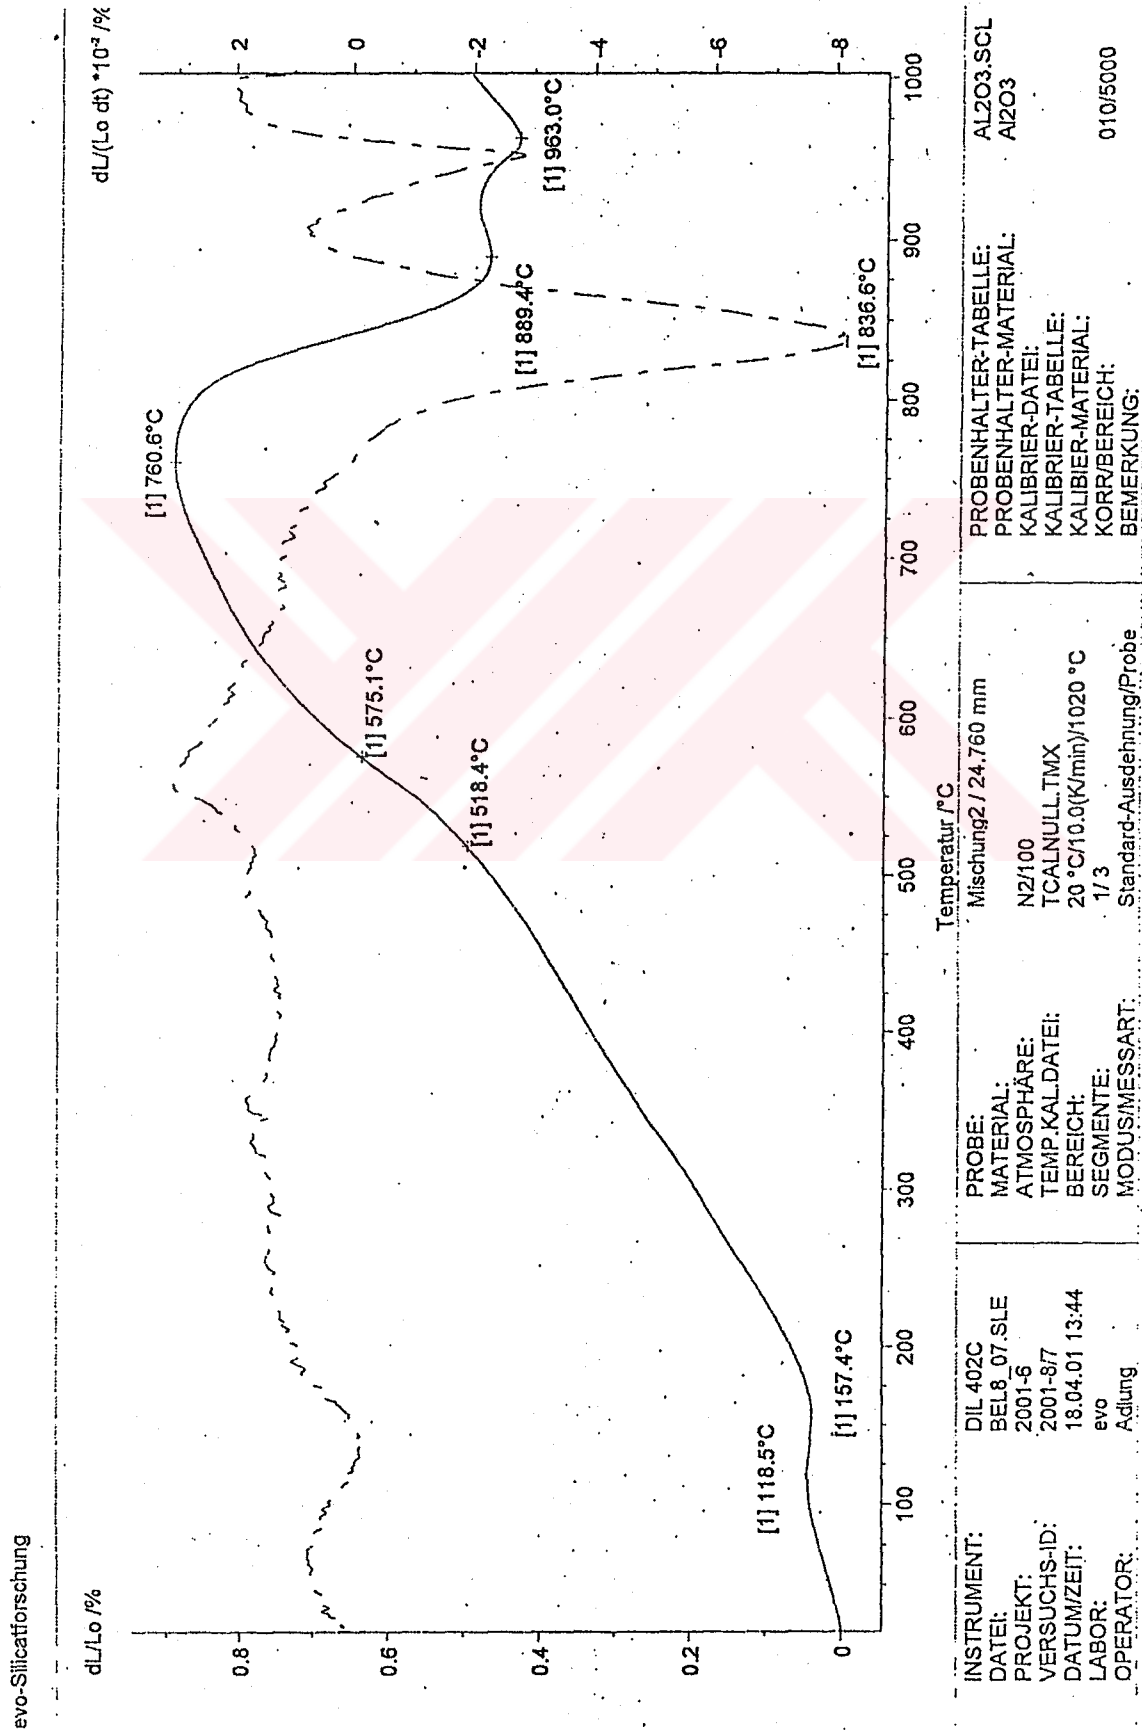 evo-Silicatforschung
dL/Lo /%
dL/(Lo dt) *10⁻² /%
0.8
0.6
0.4
0.2
0
2
0
-2
-4
-6
-8
[1] 118.5°C
[1] 157.4°C
[1] 518.4°C
[1] 575.1°C
[1] 760.6°C
[1] 836.6°C
[1] 889.4°C
[1] 963.0°C
100
200
300
400
500
600
700
800
900
1000
Temperatur /°C
INSTRUMENT: DIL 402C
DATEI: BEL8_07.SLE
PROJEKT: 2001-6
VERSUCHS-ID: 2001-8/7
DATUM/ZEIT: 18.04.01 13:44
LABOR: evo
OPERATOR: Adlung
PROBE: Mischung2 / 24.760 mm
MATERIAL:
ATMOSPHÄRE: N2/100
TEMP.KAL.DATEI: TCALNULL.TMX
BEREICH: 20 °C/10.0(K/min)/1020 °C
SEGMENTE: 1/3
MODUS/MESSART: Standard-Ausdehnung/Probe
PROBENHALTER-TABELLE: AL2O3.SCL
PROBENHALTER-MATERIAL: Al2O3
KALIBRIER-DATEI:
KALIBRIER-TABELLE:
KALIBIER-MATERIAL:
KORR/BEREICH: 010/5000
BEMERKUNG: